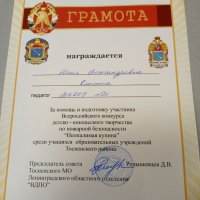 ГРАМОТА
награждается
педагог
За помощь и подготовку участника
Всероссийского конкурса
детско - юношеского творчества
по пожарной безопасности
"Неопалимая купина"
среди учащихся образовательных учреждений
Тосненского района.
Председатель совета
Тосненского МО
Ленинградского областного отделения
"ВДПО"